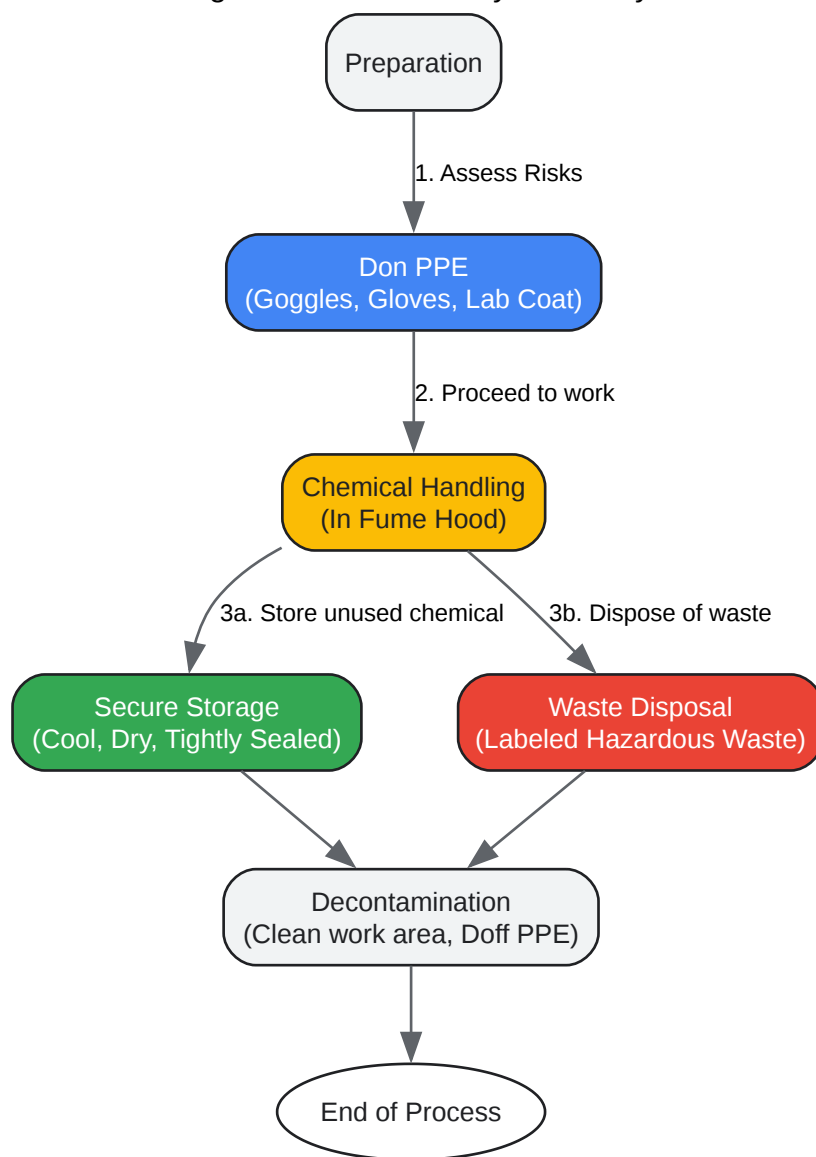 Preparation
1. Assess Risks
Don PPE
(Goggles, Gloves, Lab Coat)
2. Proceed to work
Chemical Handling
(In Fume Hood)
3a. Store unused chemical
3b. Dispose of waste
Secure Storage
(Cool, Dry, Tightly Sealed)
Waste Disposal
(Labeled Hazardous Waste)
Decontamination
(Clean work area, Doff PPE)
End of Process